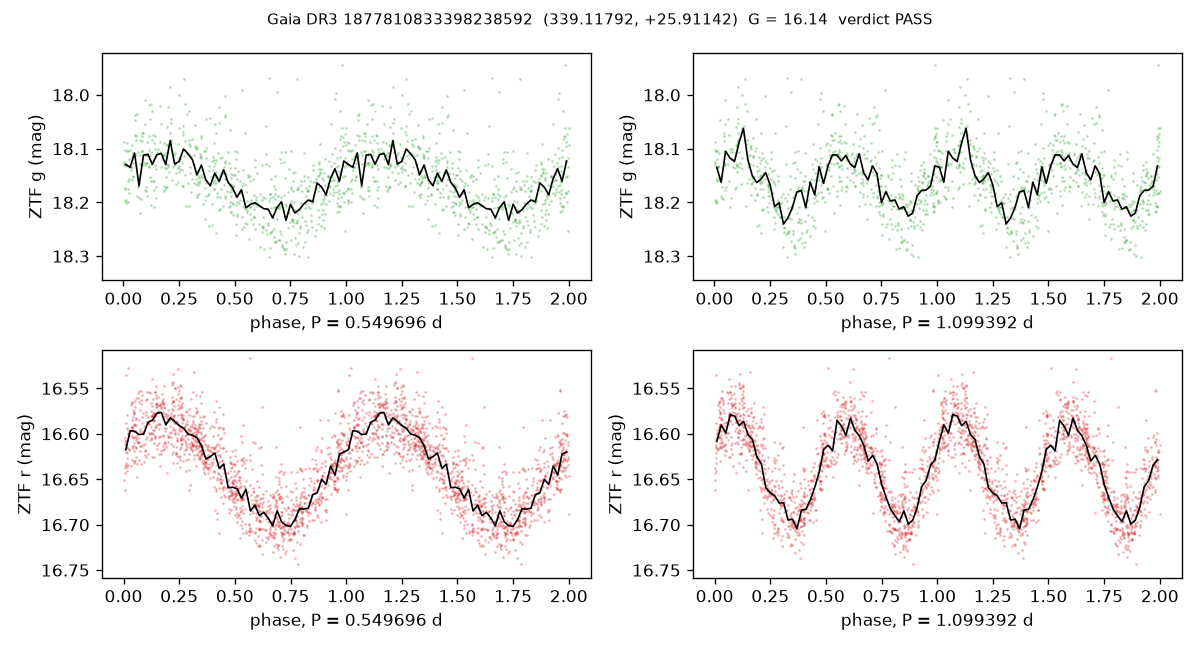 Gaia DR3 1877810833398238592 (339.11792, +25.91142) G = 16.14 verdict PASS
ZTF g (mag)
18.0
18.1
18.2
18.3
0.00 0.25 0.50 0.75 1.00 1.25 1.50 1.75 2.00
phase, P = 0.549696 d
ZTF g (mag)
18.0
18.1
18.2
18.3
0.00 0.25 0.50 0.75 1.00 1.25 1.50 1.75 2.00
phase, P = 1.099392 d
ZTF r (mag)
16.55
16.60
16.65
16.70
16.75
0.00 0.25 0.50 0.75 1.00 1.25 1.50 1.75 2.00
phase, P = 0.549696 d
ZTF r (mag)
16.55
16.60
16.65
16.70
16.75
0.00 0.25 0.50 0.75 1.00 1.25 1.50 1.75 2.00
phase, P = 1.099392 d